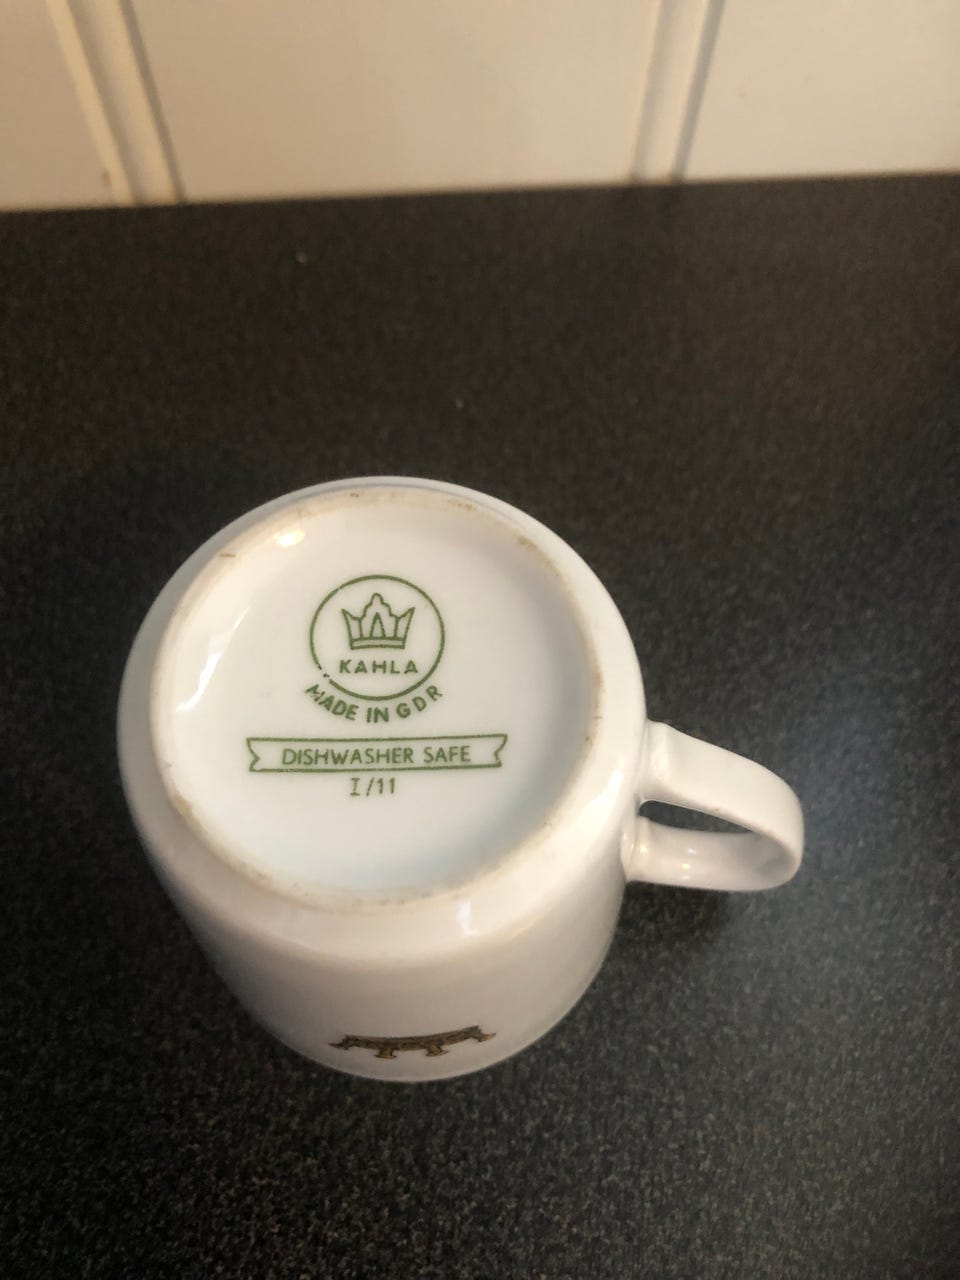 KAHLA
MADE IN GDR
DISHWASHER SAFE
I/11